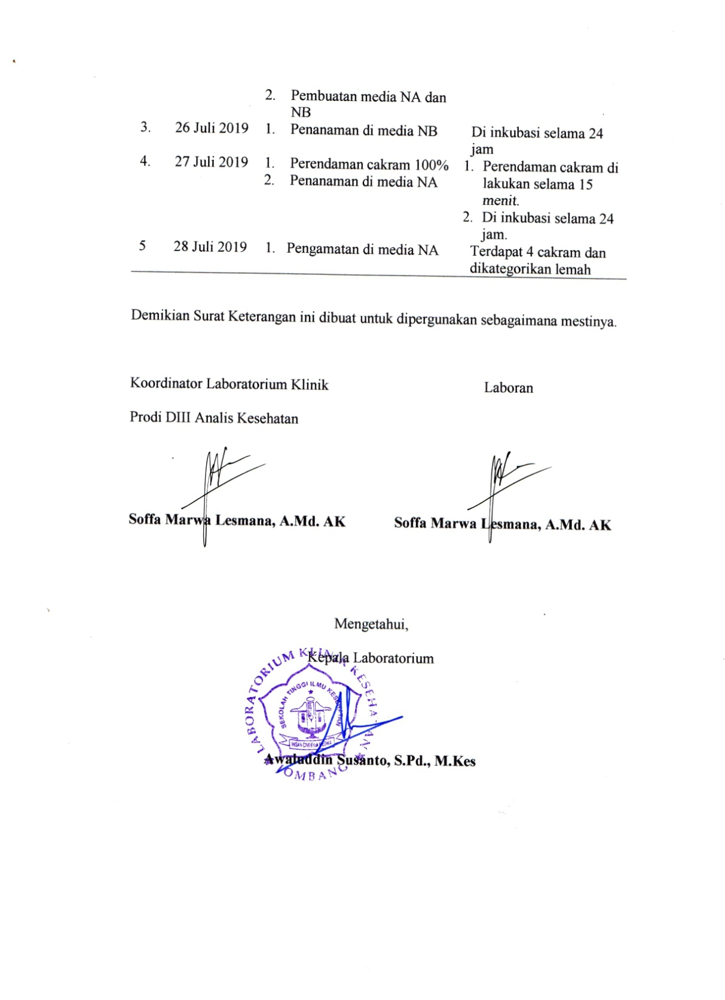 2. Pembuatan media NA dan
NB
3. 26 Juli 2019 1. Penanaman di media NB Di inkubasi selama 24
jam
4. 27 Juli 2019 1. Perendaman cakram 100% 1. Perendaman cakram di
2. Penanaman di media NA lakukan selama 15
menit.
2. Di inkubasi selama 24
jam.
5 28 Juli 2019 1. Pengamatan di media NA Terdapat 4 cakram dan
dikategorikan lemah
Demikian Surat Keterangan ini dibuat untuk dipergunakan sebagaimana mestinya.
Koordinator Laboratorium Klinik Laboran
Prodi DIII Analis Kesehatan
Soffa Marwa Lesmana, A.Md. AK Soffa Marwa Lesmana, A.Md. AK
Mengetahui,
Kepala Laboratorium
LABORATORIUM KLINIK KESEHATAN
SEKOLAH TINGGI ILMU KESEHATAN
INSAN CENDEKIA MEDIKA
JOMBANG
Awaluddin Susanto, S.Pd., M.Kes